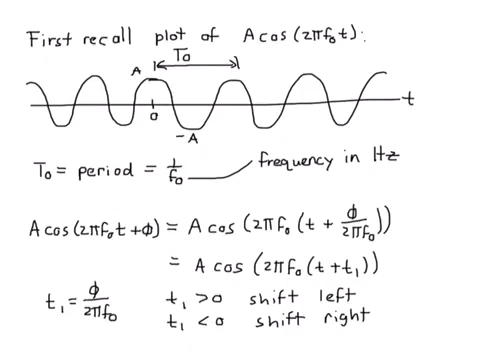 First recall plot of A cos (2πf₀t):
T₀
A
t
0
-A
T₀ = period = 1/f₀ frequency in Hz
A cos (2πf₀t + ϕ) = A cos (2πf₀ (t + ϕ/2πf₀))
= A cos (2πf₀ (t + t₁))
t₁ = ϕ/2πf₀ t₁ > 0 shift left
t₁ < 0 shift right